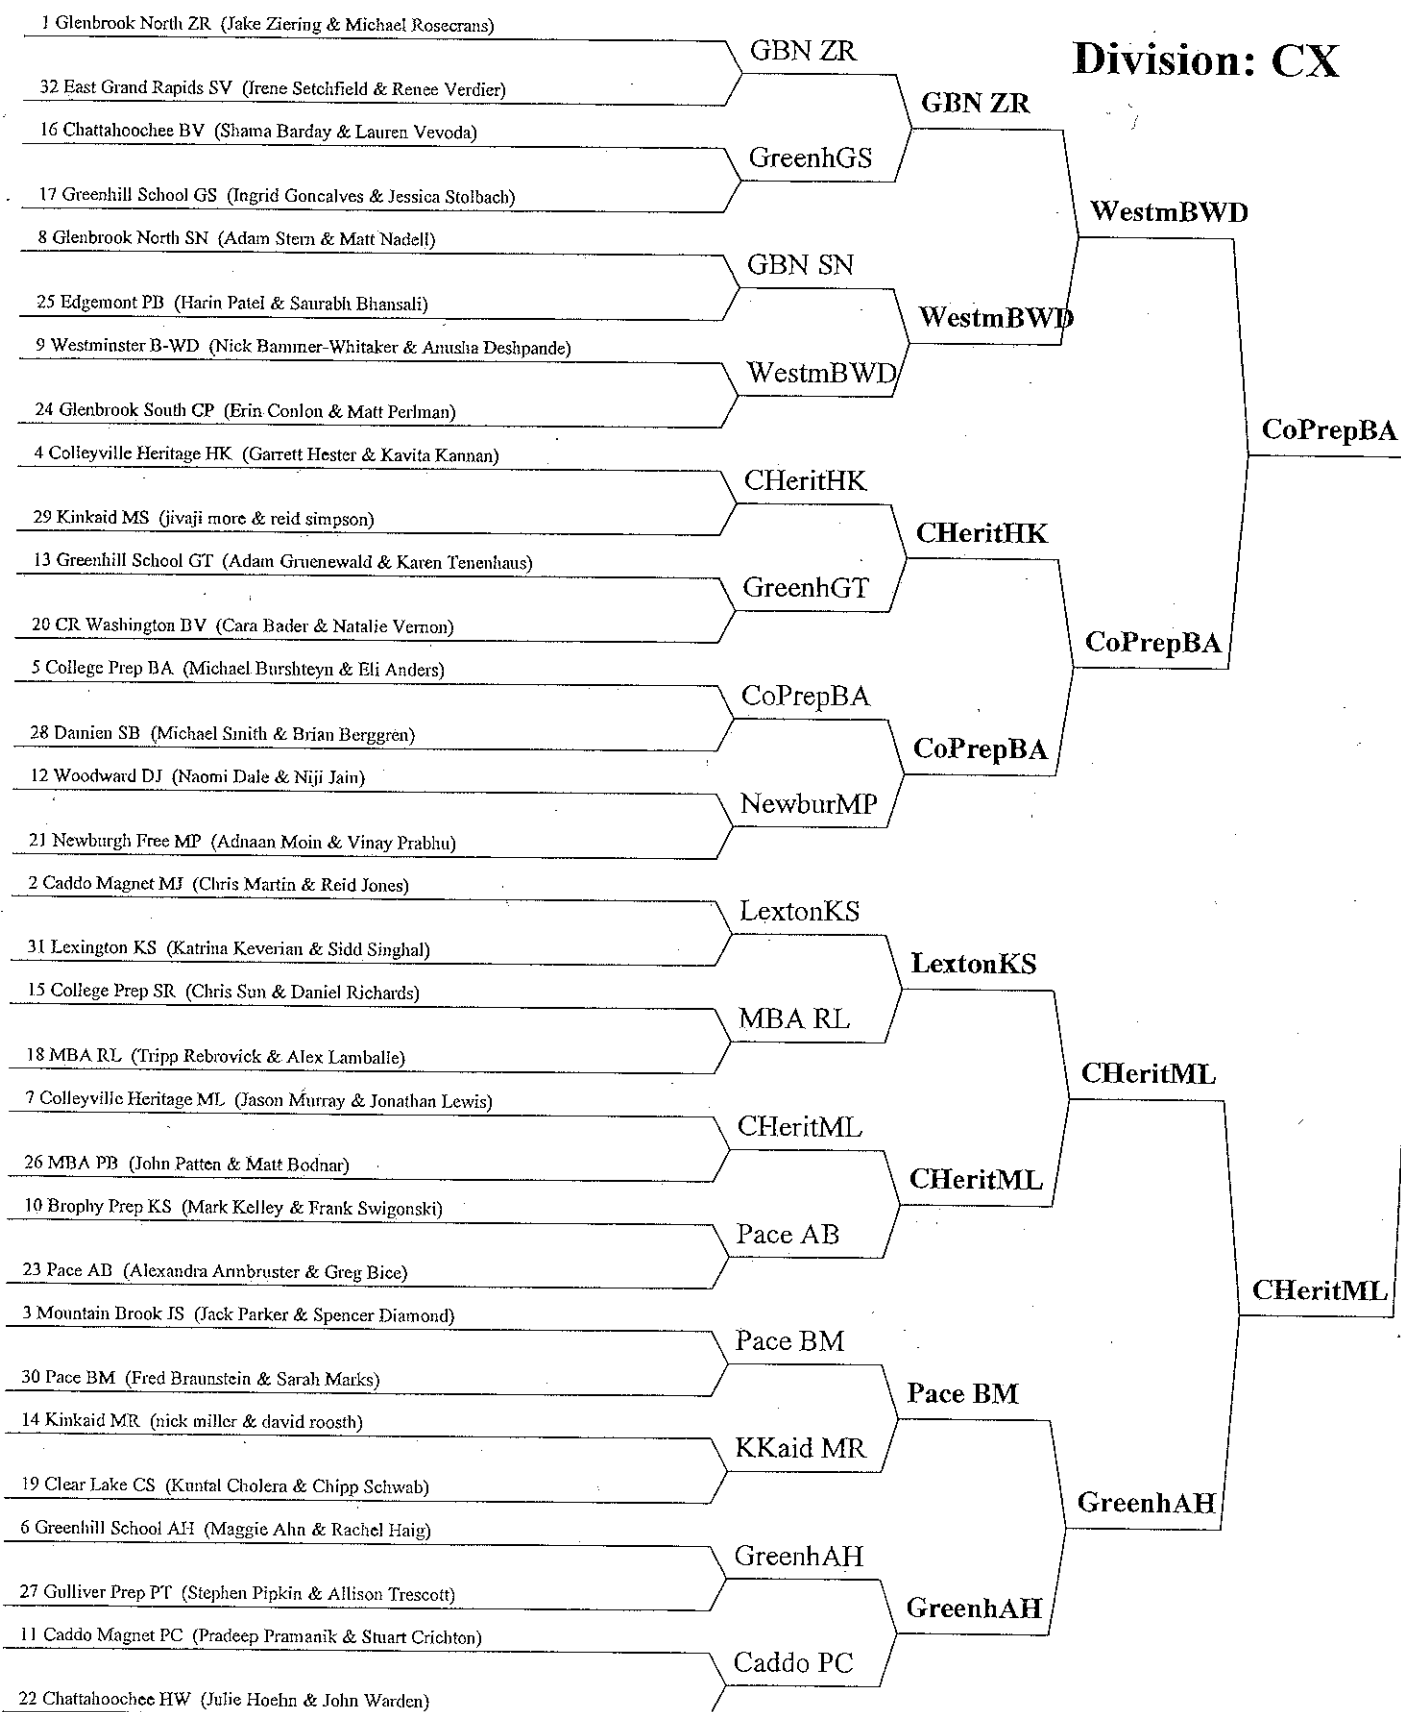 1 Glenbrook North ZR (Jake Ziering & Michael Rosecrans)
GBN ZR
Division: CX
32 East Grand Rapids SV (Irene Setchfield & Renee Verdier)
GBN ZR
16 Chattahoochee BV (Shama Barday & Lauren Vevoda)
GreenhGS
17 Greenhill School GS (Ingrid Goncalves & Jessica Stolbach)
WestmBWD
8 Glenbrook North SN (Adam Stern & Matt Nadell)
GBN SN
25 Edgemont PB (Harin Patel & Saurabh Bhansali)
WestmBWD
9 Westminster B-WD (Nick Bammer-Whitaker & Anusha Deshpande)
WestmBWD
24 Glenbrook South CP (Erin Conlon & Matt Perlman)
CoPrepBA
4 Colleyville Heritage HK (Garrett Hester & Kavita Kannan)
CHeritHK
29 Kinkaid MS (jivaji more & reid simpson)
CHeritHK
13 Greenhill School GT (Adam Gruenewald & Karen Tenenhaus)
GreenhGT
20 CR Washington BV (Cara Bader & Natalie Vernon)
CoPrepBA
5 College Prep BA (Michael Burshteyn & Eli Anders)
CoPrepBA
28 Damien SB (Michael Smith & Brian Berggren)
CoPrepBA
12 Woodward DJ (Naomi Dale & Niji Jain)
NewburMP
21 Newburgh Free MP (Adnaan Moin & Vinay Prabhu)
2 Caddo Magnet MJ (Chris Martin & Reid Jones)
LextonKS
31 Lexington KS (Katrina Keverian & Sidd Singhal)
LextonKS
15 College Prep SR (Chris Sun & Daniel Richards)
MBA RL
18 MBA RL (Tripp Rebrovick & Alex Lamballe)
CHeritML
7 Colleyville Heritage ML (Jason Murray & Jonathan Lewis)
CHeritML
26 MBA PB (John Patten & Matt Bodnar)
CHeritML
10 Brophy Prep KS (Mark Kelley & Frank Swigonski)
Pace AB
23 Pace AB (Alexandra Armbruster & Greg Bice)
CHeritML
3 Mountain Brook JS (Jack Parker & Spencer Diamond)
Pace BM
30 Pace BM (Fred Braunstein & Sarah Marks)
Pace BM
14 Kinkaid MR (nick miller & david roosth)
KKaid MR
19 Clear Lake CS (Kuntal Cholera & Chipp Schwab)
GreenhAH
6 Greenhill School AH (Maggie Ahn & Rachel Haig)
GreenhAH
27 Gulliver Prep PT (Stephen Pipkin & Allison Trescott)
GreenhAH
11 Caddo Magnet PC (Pradeep Pramanik & Stuart Crichton)
Caddo PC
22 Chattahoochee HW (Julie Hoehn & John Warden)